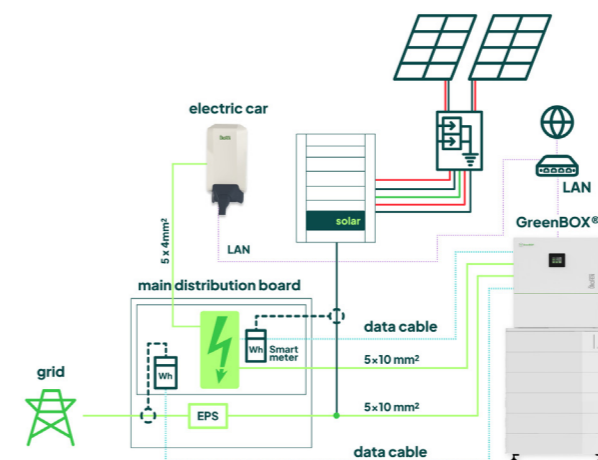 electric car
solar
LAN
GreenBOX®
5 x 4mm²
LAN
main distribution board
data cable
Wh
Smart
meter
5×10 mm²
Wh
grid
EPS
5×10 mm²
data cable